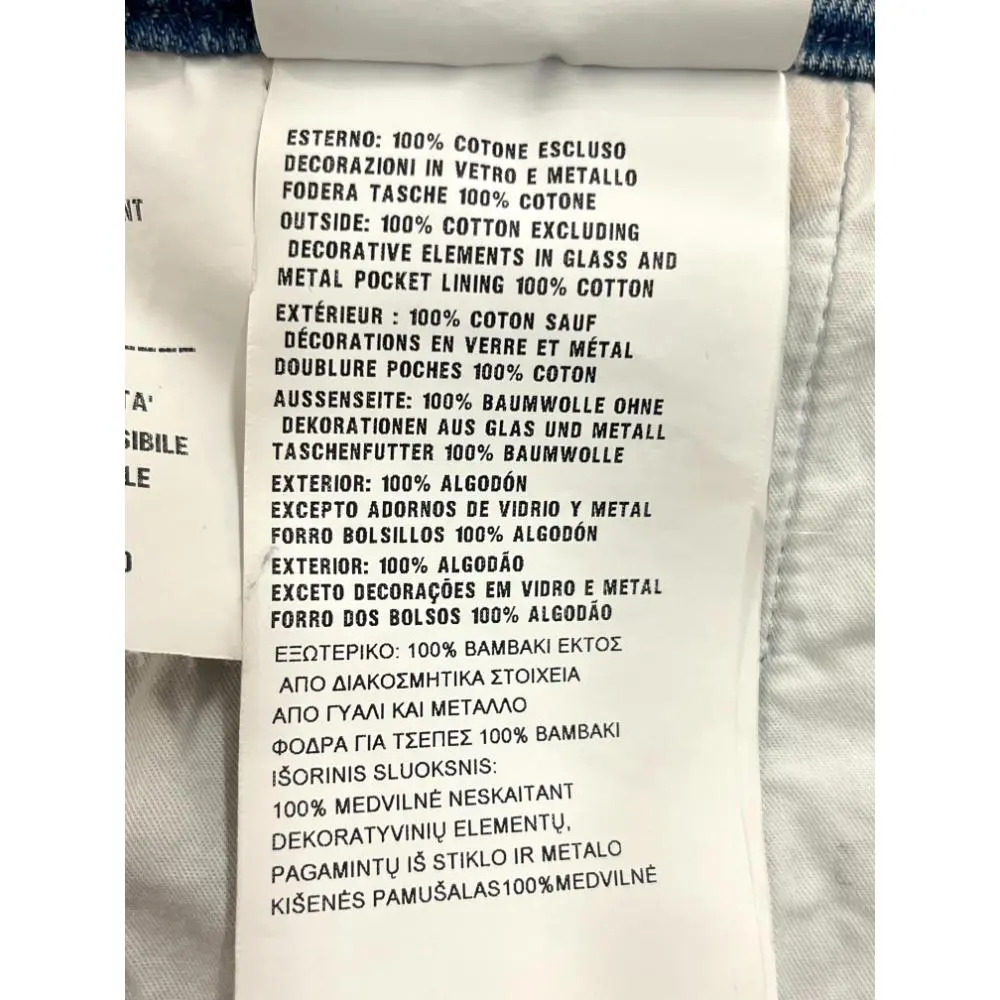 ESTERNO: 100% COTONE ESCLUSO
DECORAZIONI IN VETRO E METALLO
FODERA TASCHE 100% COTONE
OUTSIDE: 100% COTTON EXCLUDING
DECORATIVE ELEMENTS IN GLASS AND
METAL POCKET LINING 100% COTTON
EXTÉRIEUR : 100% COTON SAUF
DÉCORATIONS EN VERRE ET MÉTAL
DOUBLURE POCHES 100% COTON
AUSSENSEITE: 100% BAUMWOLLE OHNE
DEKORATIONEN AUS GLAS UND METALL
TASCHENFUTTER 100% BAUMWOLLE
EXTERIOR: 100% ALGODÓN
EXCEPTO ADORNOS DE VIDRIO Y METAL
FORRO BOLSILLOS 100% ALGODÓN
EXTERIOR: 100% ALGODÃO
EXCETO DECORAÇÕES EM VIDRO E METAL
FORRO DOS BOLSOS 100% ALGODÃO
ΕΞΩΤΕΡΙΚΟ: 100% ΒΑΜΒΑΚΙ ΕΚΤΟΣ
ΑΠΟ ΔΙΑΚΟΣΜΗΤΙΚΑ ΣΤΟΙΧΕΙΑ
ΑΠΟ ΓΥΑΛΙ ΚΑΙ ΜΕΤΑΛΛΟ
ΦΟΔΡΑ ΓΙΑ ΤΣΕΠΕΣ 100% ΒΑΜΒΑΚΙ
IŠORINIS SLUOKSNIS:
100% MEDVILNĖ NESKAITANT
DEKORATYVINIŲ ELEMENTŲ,
PAGAMINTŲ IŠ STIKLO IR METALO
KIŠENĖS PAMUŠALAS100%MEDVILNĖ